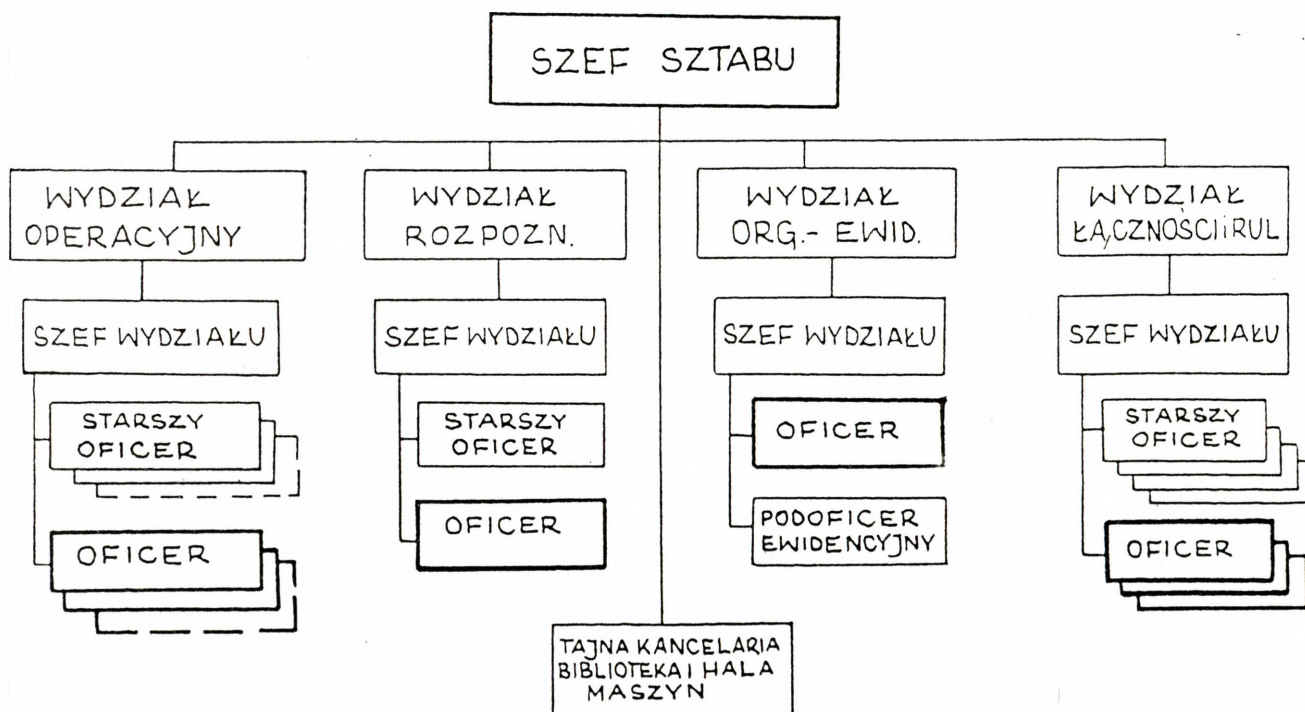 SZEF SZTABU
WYDZIAŁ
OPERACYJNY
WYDZIAŁ
ROZPOZN.
WYDZIAŁ
ORG.- EWID.
WYDZIAŁ
ŁĄCZNOŚCI i RUL
SZEF WYDZIAŁU
SZEF WYDZIAŁU
SZEF WYDZIAŁU
SZEF WYDZIAŁU
STARSZY
OFICER
STARSZY
OFICER
OFICER
STARSZY
OFICER
OFICER
OFICER
PODOFICER
EWIDENCYJNY
OFICER
TAJNA KANCELARIA
BIBLIOTEKA I HALA
MASZYN